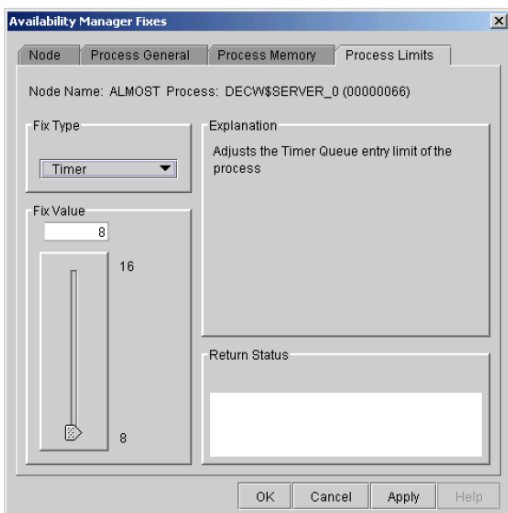 Availability Manager Fixes
Node Process General Process Memory Process Limits
Node Name: ALMOST Process: DECW$SERVER_0 (00000066)
Fix Type
Timer
Explanation
Adjusts the Timer Queue entry limit of the
process
Fix Value
8
16
8
Return Status
OK Cancel Apply Help